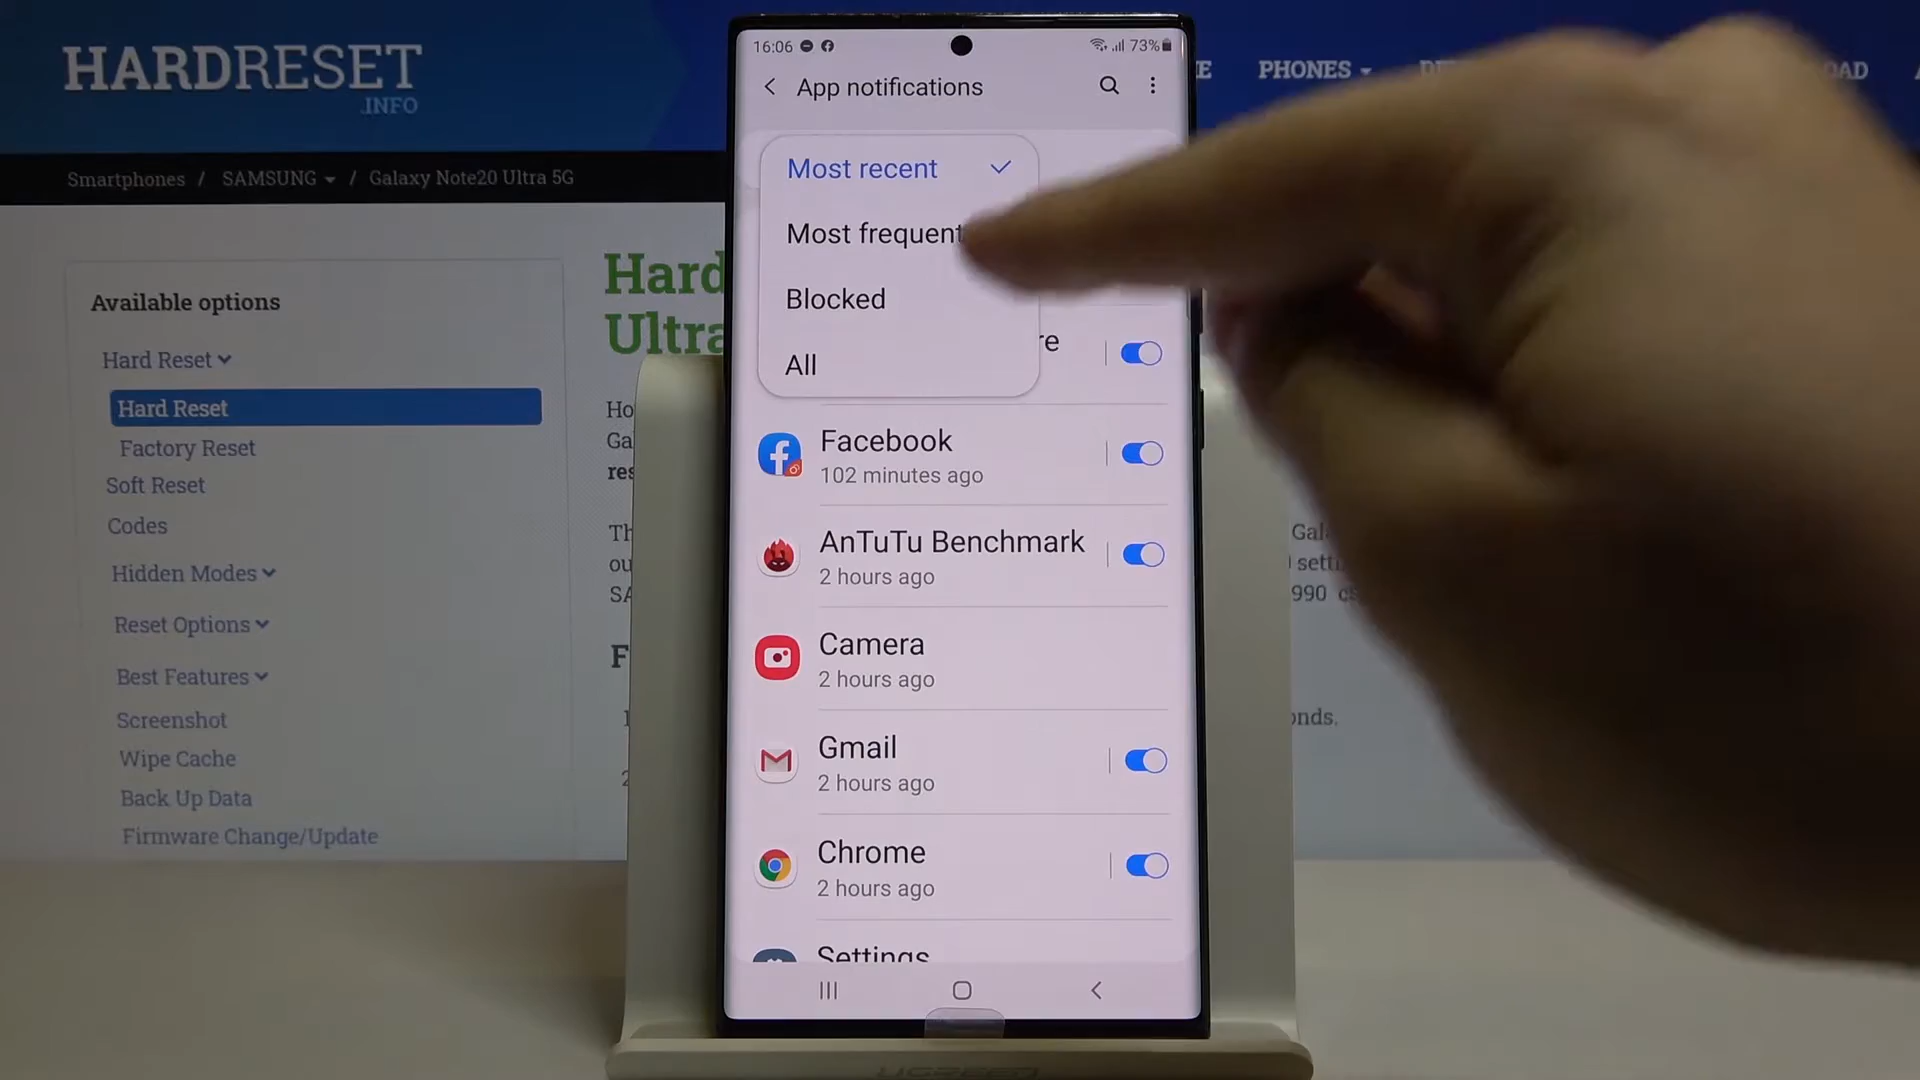 HARDRESET
.INFO
PHONES
Smartphones / SAMSUNG / Galaxy Note20 Ultra 5G
Available options
Hard Reset
Hard Reset
Factory Reset
Soft Reset
Codes
Hidden Modes
Reset Options
Best Features
Screenshot
Wipe Cache
Back Up Data
Firmware Change/Update
Hard
Ultra
16:06
73%
App notifications
Most recent
Most frequent
Blocked
All
Facebook
102 minutes ago
AnTuTu Benchmark
2 hours ago
Camera
2 hours ago
Gmail
2 hours ago
Chrome
2 hours ago
Settings
UGREEN